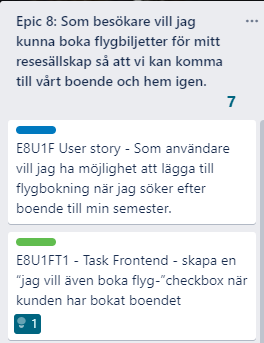 Epic 8: Som besökare vill jag
kunna boka flygbiljetter för mitt
resesällskap så att vi kan komma
till vårt boende och hem igen.
7
E8U1F User story - Som användare
vill jag ha möjlighet att lägga till
flygbokning när jag söker efter
boende till min semester.
E8U1FT1 - Task Frontend - skapa en
"jag vill även boka flyg-"checkbox när
kunden har bokat boendet
1